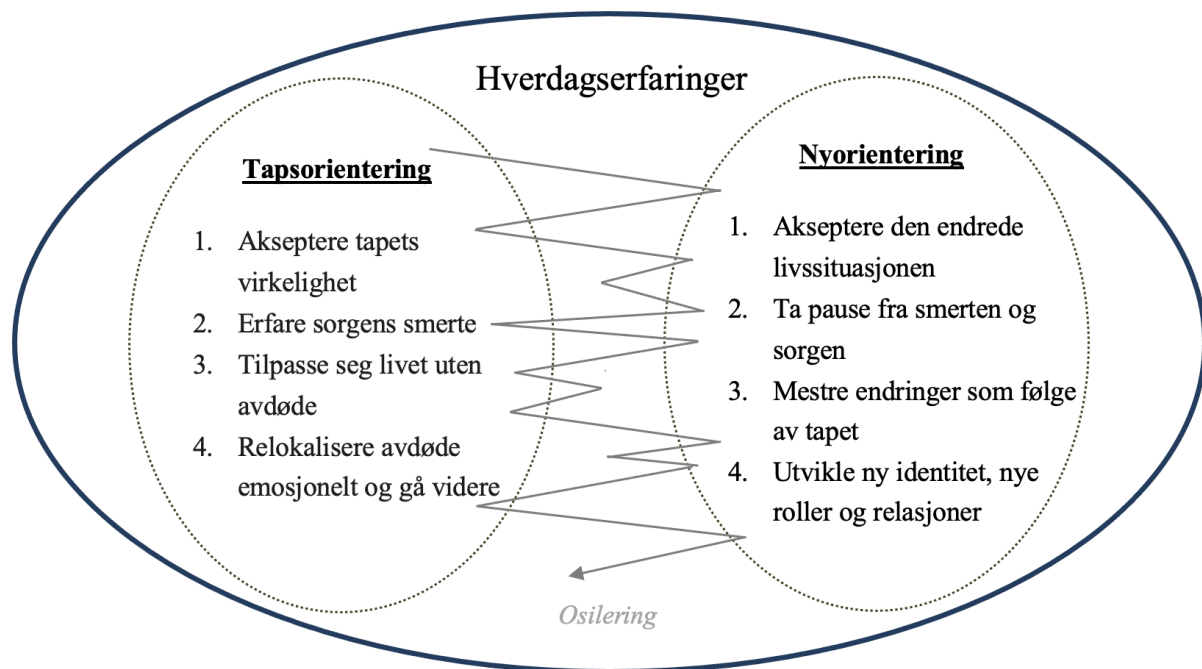 Hverdagserfaringer
Tapsorientering
1. Akseptere tapets
virkelighet
2. Erfare sorgens smerte
3. Tilpasse seg livet uten
avdøde
4. Relokalisere avdøde
emosjonelt og gå videre
Nyorientering
1. Akseptere den endrede
livssituasjonen
2. Ta pause fra smerten og
sorgen
3. Mestre endringer som følge
av tapet
4. Utvikle ny identitet, nye
roller og relasjoner
Osilering